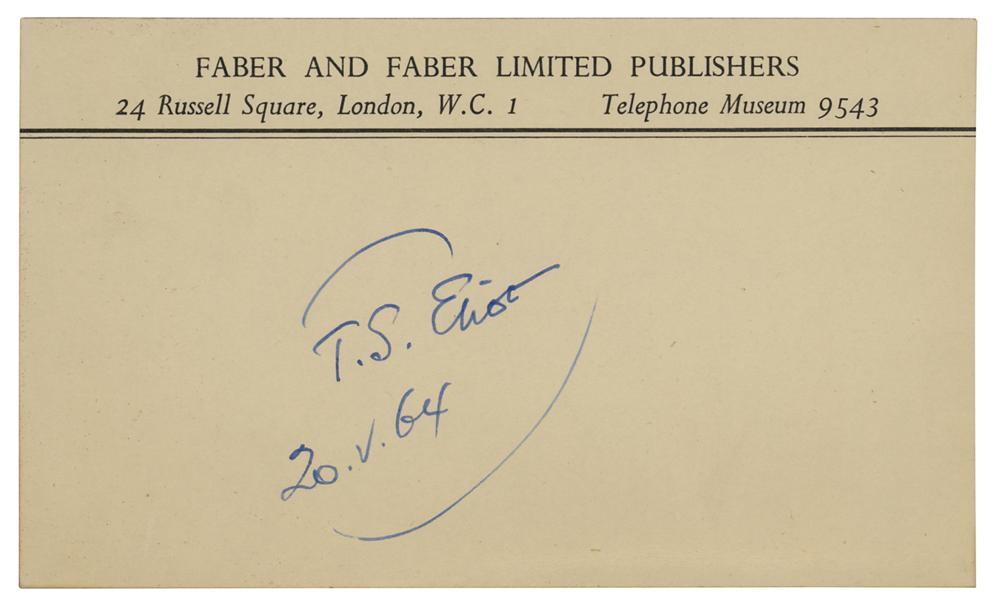 FABER AND FABER LIMITED PUBLISHERS
24 Russell Square, London, W.C. 1 Telephone Museum 9543
T.S. Eliot
20.V.64